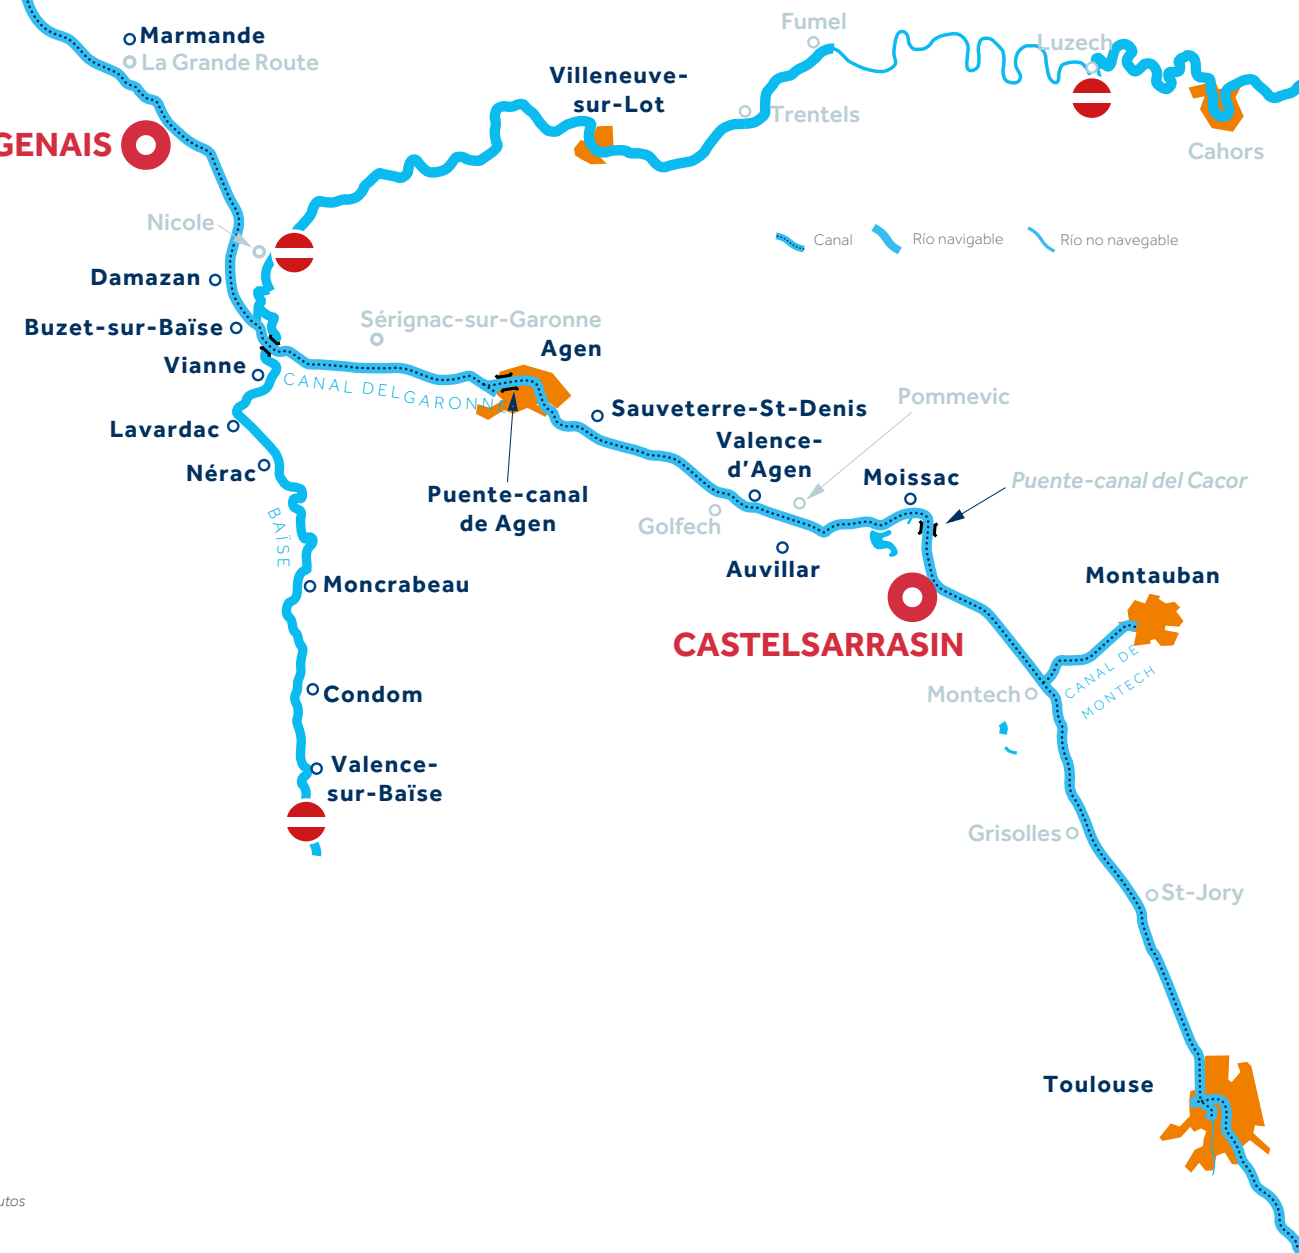 Fumel
Marmande
La Grande Route
Luzech
Villeneuve-
sur-Lot
Trentels
GENAIS
Cahors
Nicole
Canal
Río navigable
Río no navegable
Damazan
Buzet-sur-Baïse
Sérignac-sur-Garonne
Agen
Vianne
CANAL DEL GARONNE
Pommevic
Sauveterre-St-Denis
Lavardac
Valence-
d'Agen
Nérac
Moissac
Puente-canal del Cacor
Puente-canal
de Agen
Golfech
BAÏSE
Auvillar
Moncrabeau
Montauban
CASTELSARRASIN
CANAL DE
MONTECH
Montech
Condom
Valence-
sur-Baïse
Grisolles
St-Jory
Toulouse
utos